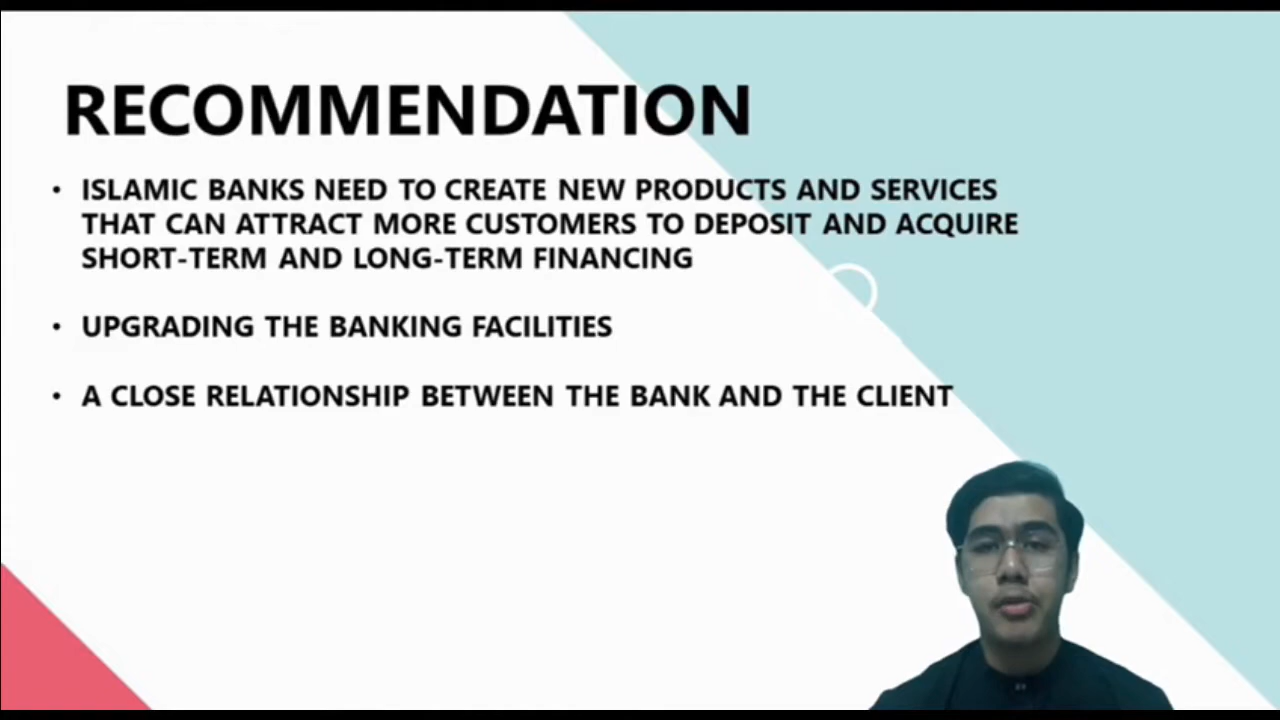 RECOMMENDATION
• ISLAMIC BANKS NEED TO CREATE NEW PRODUCTS AND SERVICES
THAT CAN ATTRACT MORE CUSTOMERS TO DEPOSIT AND ACQUIRE
SHORT-TERM AND LONG-TERM FINANCING
• UPGRADING THE BANKING FACILITIES
• A CLOSE RELATIONSHIP BETWEEN THE BANK AND THE CLIENT